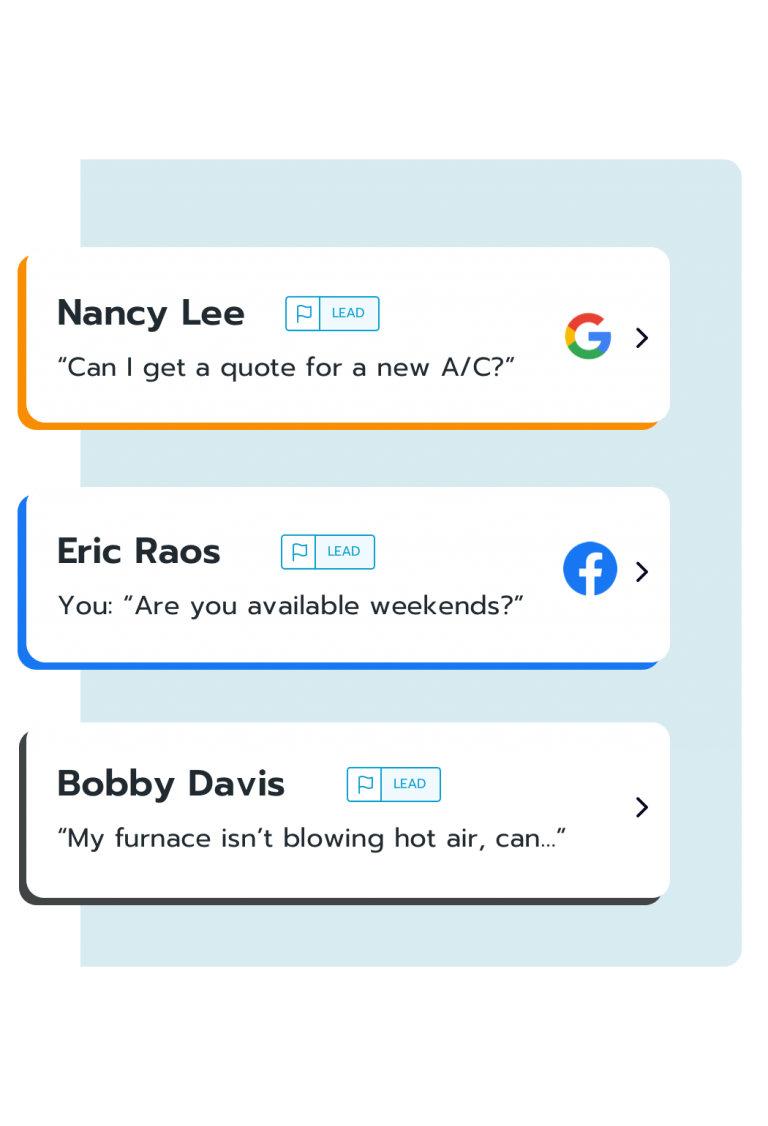 Nancy Lee LEAD
“Can I get a quote for a new A/C?”
Eric Raos LEAD
You: “Are you available weekends?”
Bobby Davis LEAD
“My furnace isn’t blowing hot air, can...”